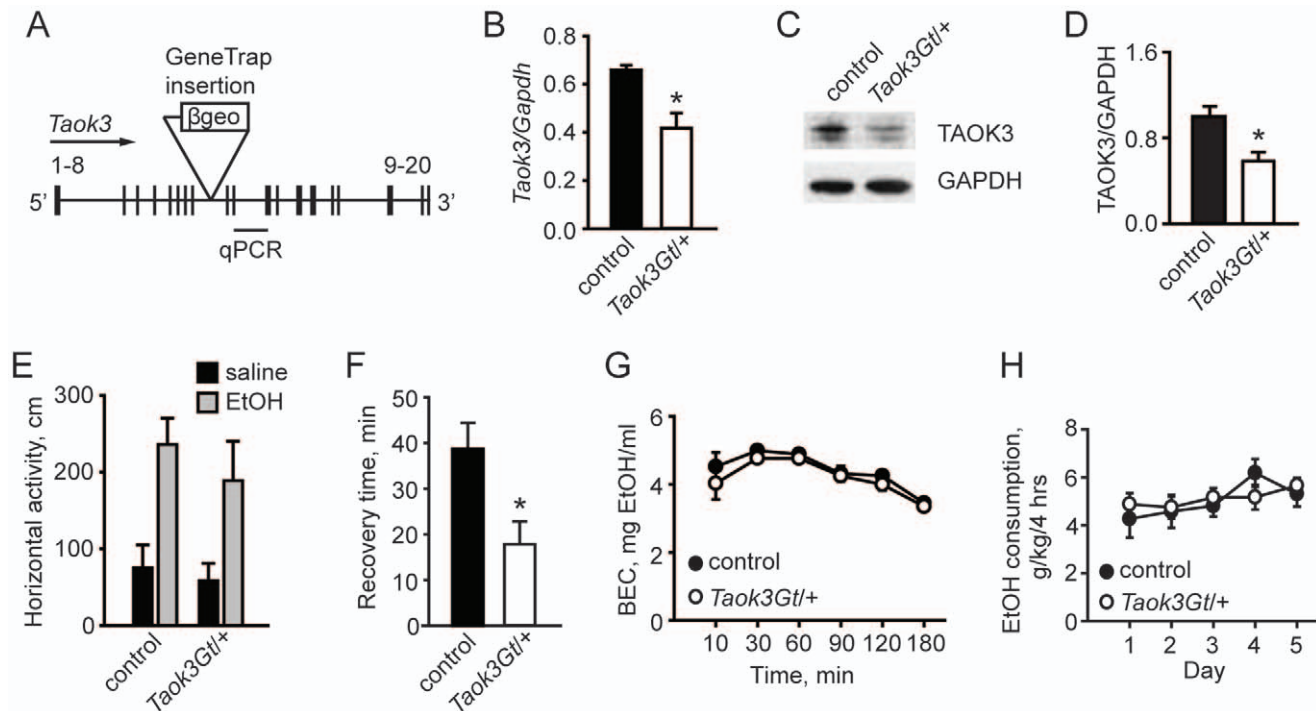 A
GeneTrap
insertion
βgeo
Taok3
1-8
9-20
5’
3’
qPCR
B
Taok3/Gapdh
0.8
0.6
0.4
0.2
0.0
*
control
Taok3Gt/+
C
control
Taok3Gt/+
TAOK3
GAPDH
D
TAOK3/GAPDH
1.6
0.8
0.0
*
control
Taok3Gt/+
E
saline
EtOH
Horizontal activity, cm
300
200
100
0
control
Taok3Gt/+
F
Recovery time, min
50
40
30
20
10
0
*
control
Taok3Gt/+
G
BEC, mg EtOH/ml
6
4
2
0
control
Taok3Gt/+
10 30 60 90 120 180
Time, min
H
EtOH consumption,
g/kg/4 hrs
8
6
4
2
0
control
Taok3Gt/+
1 2 3 4 5
Day